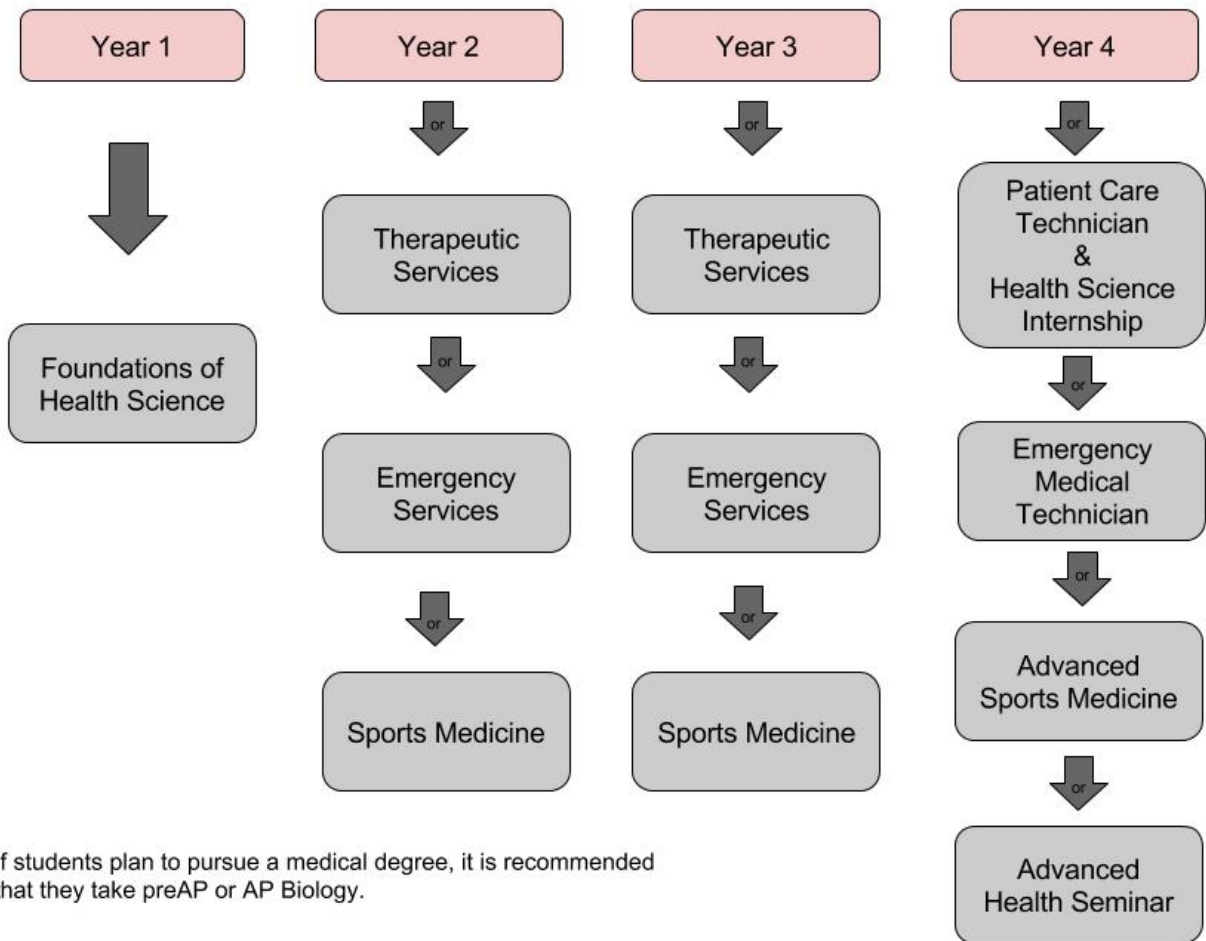 Year 1
Foundations of
Health Science
Year 2
or
Therapeutic
Services
or
Emergency
Services
or
Sports Medicine
Year 3
or
Therapeutic
Services
or
Emergency
Services
or
Sports Medicine
Year 4
or
Patient Care
Technician
&
Health Science
Internship
or
Emergency
Medical
Technician
or
Advanced
Sports Medicine
or
Advanced
Health Seminar
f students plan to pursue a medical degree, it is recommended
hat they take preAP or AP Biology.